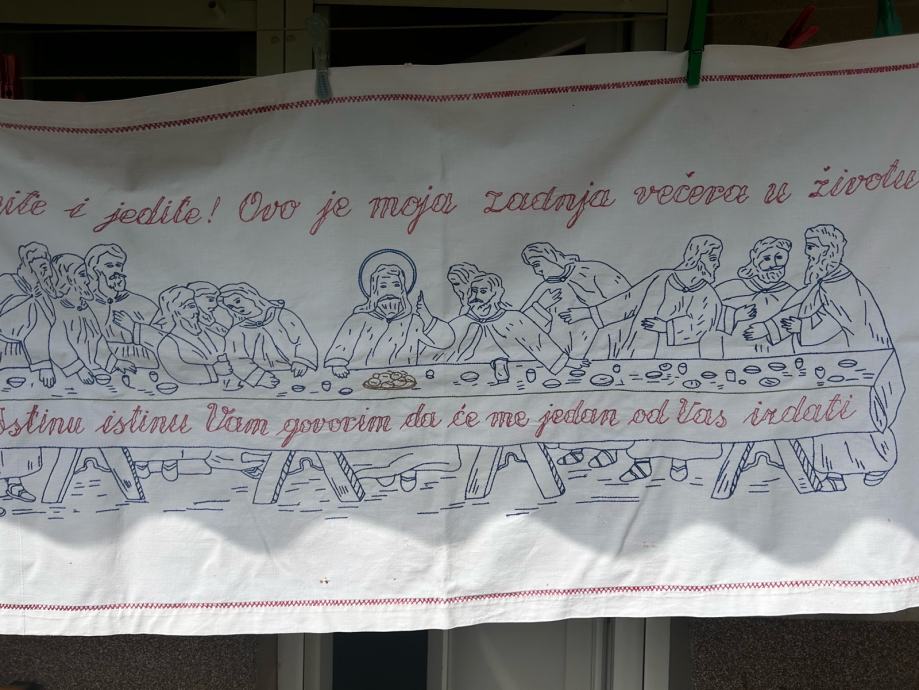 i jedite! Ovo je moja zadnja večera u životu
Istinu istinu Vam govorim da će me jedan od Vas izdati